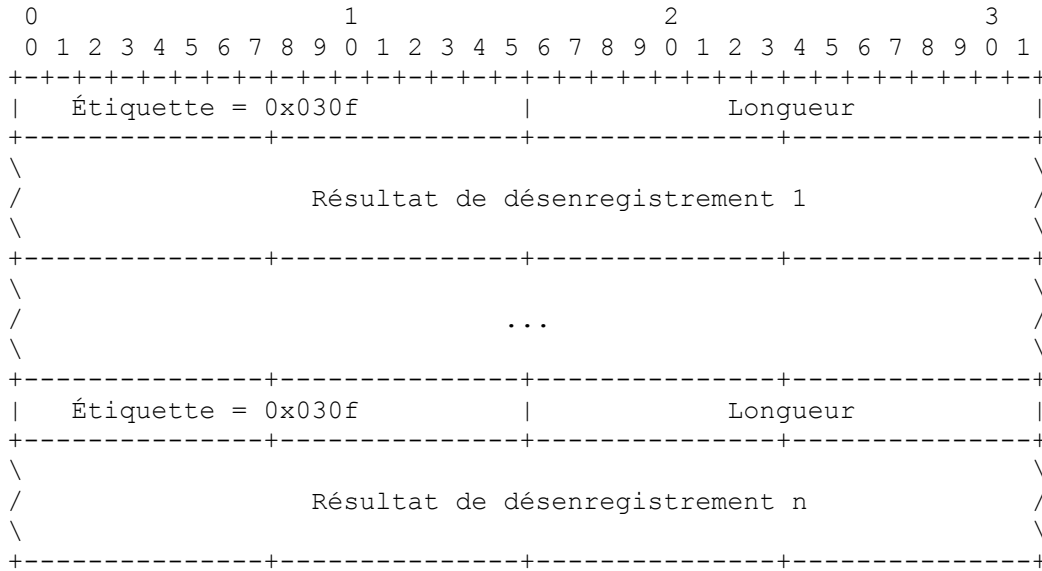 0                   1                   2                   3
0 1 2 3 4 5 6 7 8 9 0 1 2 3 4 5 6 7 8 9 0 1 2 3 4 5 6 7 8 9 0 1
+-+-+-+-+-+-+-+-+-+-+-+-+-+-+-+-+-+-+-+-+-+-+-+-+-+-+-+-+-+-+-+-+
|   Étiquette = 0x030f          |            Longueur           |
+---------------+---------------+---------------+---------------+
\                                                               \
/                  Résultat de désenregistrement 1              /
\                                                               \
+---------------+---------------+---------------+---------------+
\                                                               \
/                              ...                              /
\                                                               \
+---------------+---------------+---------------+---------------+
|   Étiquette = 0x030f          |            Longueur           |
+---------------+---------------+---------------+---------------+
\                                                               \
/                  Résultat de désenregistrement n              /
\                                                               \
+---------------+---------------+---------------+---------------+